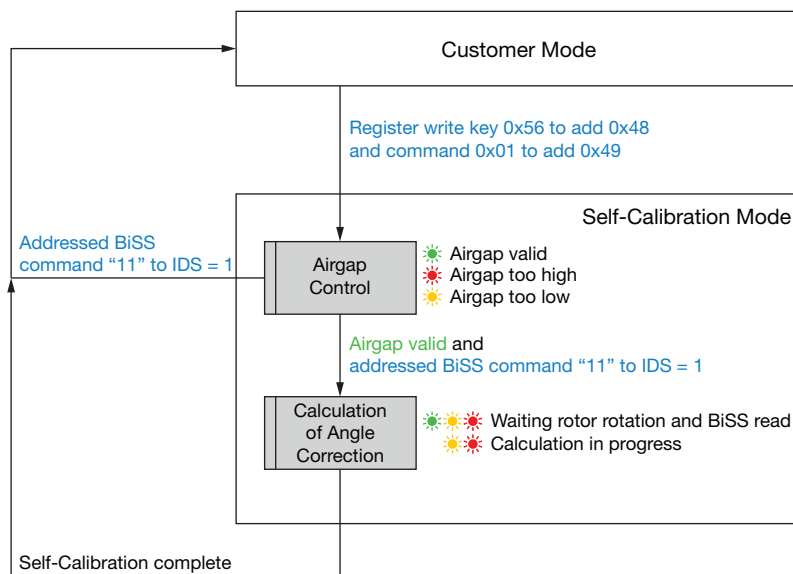 Customer Mode
Register write key 0x56 to add 0x48
and command 0x01 to add 0x49
Self-Calibration Mode
Addressed BiSS
command “11” to IDS = 1
Airgap
Control
Airgap valid
Airgap too high
Airgap too low
Airgap valid and
addressed BiSS command “11” to IDS = 1
Calculation
of Angle
Correction
Waiting rotor rotation and BiSS read
Calculation in progress
Self-Calibration complete